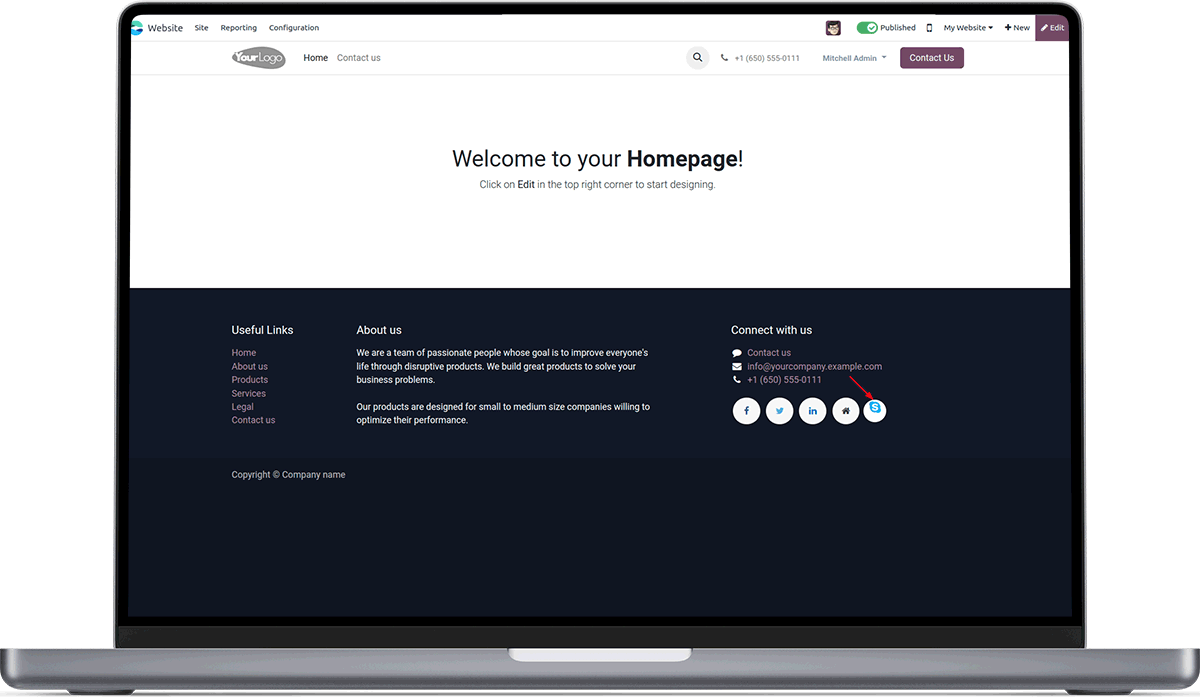 Website Site Reporting Configuration Published My Website + New Edit
YourLogo Home Contact us +1 (650) 555-0111 Mitchell Admin Contact Us
Welcome to your Homepage!
Click on Edit in the top right corner to start designing.
Useful Links
Home
About us
Products
Services
Legal
Contact us
About us
We are a team of passionate people whose goal is to improve everyone's
life through disruptive products. We build great products to solve your
business problems.
Our products are designed for small to medium size companies willing to
optimize their performance.
Connect with us
Contact us
info@yourcompany.example.com
+1 (650) 555-0111
Copyright © Company name